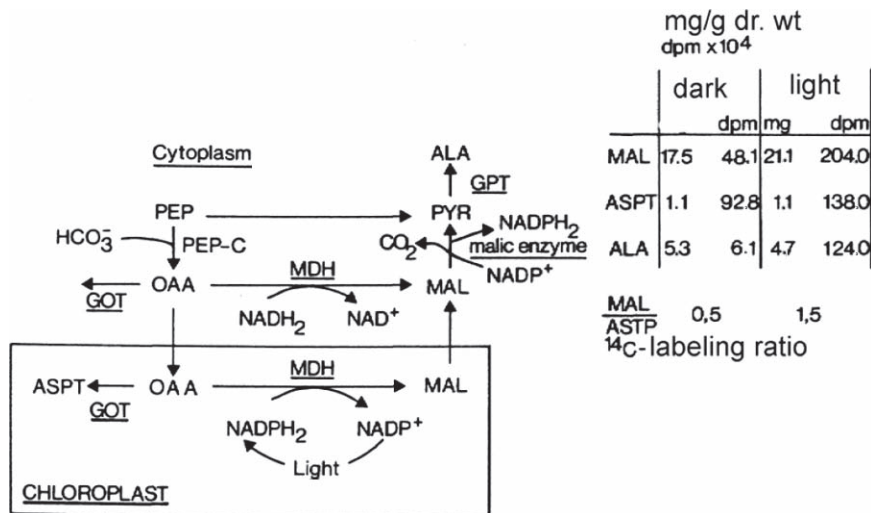 mg/g dr. wt
dpm x10⁴
dark light
dpm mg dpm
MAL 17.5 48.1 21.1 204.0
ASPT 1.1 92.8 1.1 138.0
ALA 5.3 6.1 4.7 124.0
MAL
ASTP 0,5 1,5
¹⁴C-labeling ratio
Cytoplasm
ALA
GPT
PEP PYR
NADPH₂
HCO₃⁻ PEP-C
CO₂ malic enzyme
NADP⁺
OAA MDH MAL
GOT
NADH₂ NAD⁺
MDH
ASPT OAA MAL
GOT
NADPH₂ NADP⁺
Light
CHLOROPLAST